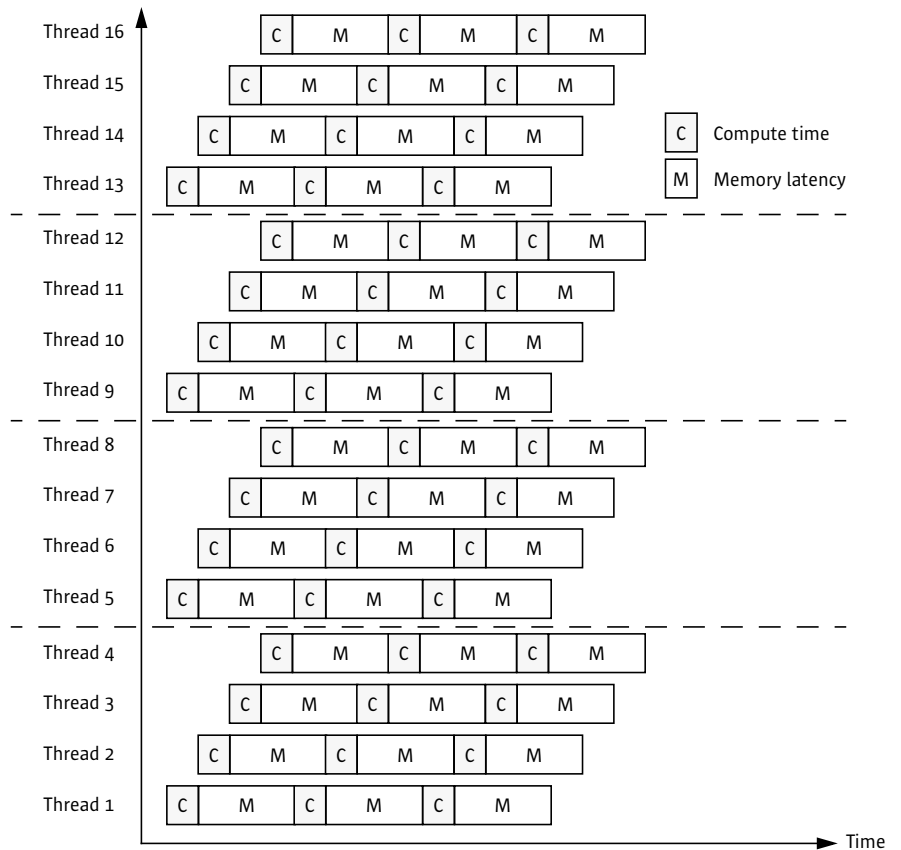 Thread 16 C M C M C M
Thread 15 C M C M C M
Thread 14 C M C M C M
C Compute time
Thread 13 C M C M C M
M Memory latency
Thread 12 C M C M C M
Thread 11 C M C M C M
Thread 10 C M C M C M
Thread 9 C M C M C M
Thread 8 C M C M C M
Thread 7 C M C M C M
Thread 6 C M C M C M
Thread 5 C M C M C M
Thread 4 C M C M C M
Thread 3 C M C M C M
Thread 2 C M C M C M
Thread 1 C M C M C M
Time